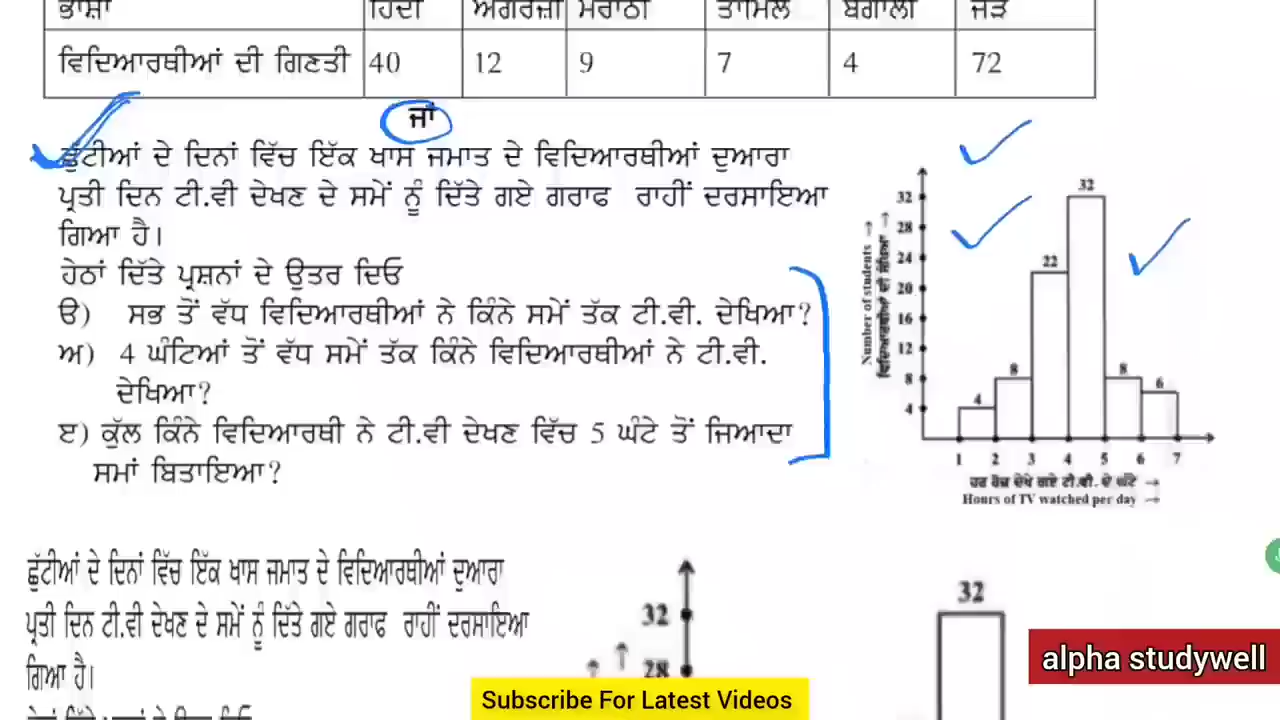 ਭਾਸ਼ਾ ਹਿੰਦੀ ਅੰਗਰੇਜ਼ੀ ਮਰਾਠੀ ਤਾਮਿਲ ਬੰਗਾਲੀ ਜੋੜ
ਵਿਦਿਆਰਥੀਆਂ ਦੀ ਗਿਣਤੀ 40 12 9 7 4 72
ਜਾਂ
ਛੁੱਟੀਆਂ ਦੇ ਦਿਨਾਂ ਵਿੱਚ ਇੱਕ ਖਾਸ ਜਮਾਤ ਦੇ ਵਿਦਿਆਰਥੀਆਂ ਦੁਆਰਾ
ਪ੍ਰਤੀ ਦਿਨ ਟੀ.ਵੀ ਦੇਖਣ ਦੇ ਸਮੇਂ ਨੂੰ ਦਿੱਤੇ ਗਏ ਗਰਾਫ ਰਾਹੀਂ ਦਰਸਾਇਆ
ਗਿਆ ਹੈ।
ਹੇਠਾਂ ਦਿੱਤੇ ਪ੍ਰਸ਼ਨਾਂ ਦੇ ਉਤਰ ਦਿਓ
ੳ) ਸਭ ਤੋਂ ਵੱਧ ਵਿਦਿਆਰਥੀਆਂ ਨੇ ਕਿੰਨੇ ਸਮੇਂ ਤੱਕ ਟੀ.ਵੀ. ਦੇਖਿਆ?
ਅ) 4 ਘੰਟਿਆਂ ਤੋਂ ਵੱਧ ਸਮੇਂ ਤੱਕ ਕਿੰਨੇ ਵਿਦਿਆਰਥੀਆਂ ਨੇ ਟੀ.ਵੀ.
ਦੇਖਿਆ?
ੲ) ਕੁੱਲ ਕਿੰਨੇ ਵਿਦਿਆਰਥੀ ਨੇ ਟੀ.ਵੀ ਦੇਖਣ ਵਿੱਚ 5 ਘੰਟੇ ਤੋਂ ਜਿਆਦਾ
ਸਮਾਂ ਬਿਤਾਇਆ?
Number of students →
ਵਿਦਿਆਰਥੀਆਂ ਦੀ ਸੰਖਿਆ →
32
28
24
20
16
12
8
4
4 8 22 32 8 6
1 2 3 4 5 6 7
ਹਰ ਰੋਜ਼ ਦੇਖੇ ਗਏ ਟੀ.ਵੀ. ਦੇ ਘੰਟੇ →
Hours of TV watched per day →
ਛੁੱਟੀਆਂ ਦੇ ਦਿਨਾਂ ਵਿੱਚ ਇੱਕ ਖਾਸ ਜਮਾਤ ਦੇ ਵਿਦਿਆਰਥੀਆਂ ਦੁਆਰਾ
ਪ੍ਰਤੀ ਦਿਨ ਟੀ.ਵੀ ਦੇਖਣ ਦੇ ਸਮੇਂ ਨੂੰ ਦਿੱਤੇ ਗਏ ਗਰਾਫ ਰਾਹੀਂ ਦਰਸਾਇਆ
ਗਿਆ ਹੈ।
32
28
32
alpha studywell
Subscribe For Latest Videos